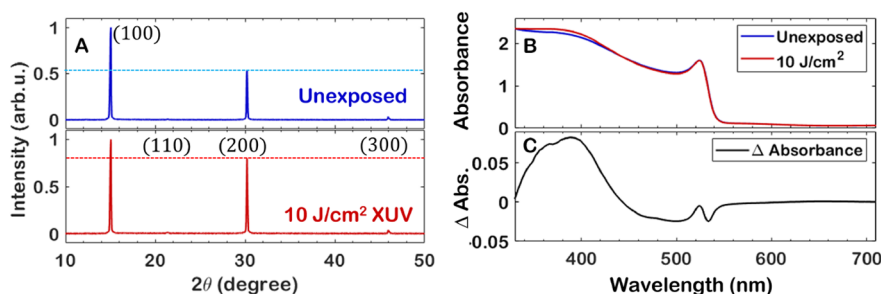 A
(100)
1
0.5
0
Unexposed
Intensity (arb.u.)
(110)
(200)
(300)
1
0.5
0
10 J/cm² XUV
10
20
30
40
50
2θ (degree)
B
Unexposed
10 J/cm²
Absorbance
2
1
0
C
Δ Absorbance
Δ Abs.
0.05
0
-0.05
400
500
600
700
Wavelength (nm)